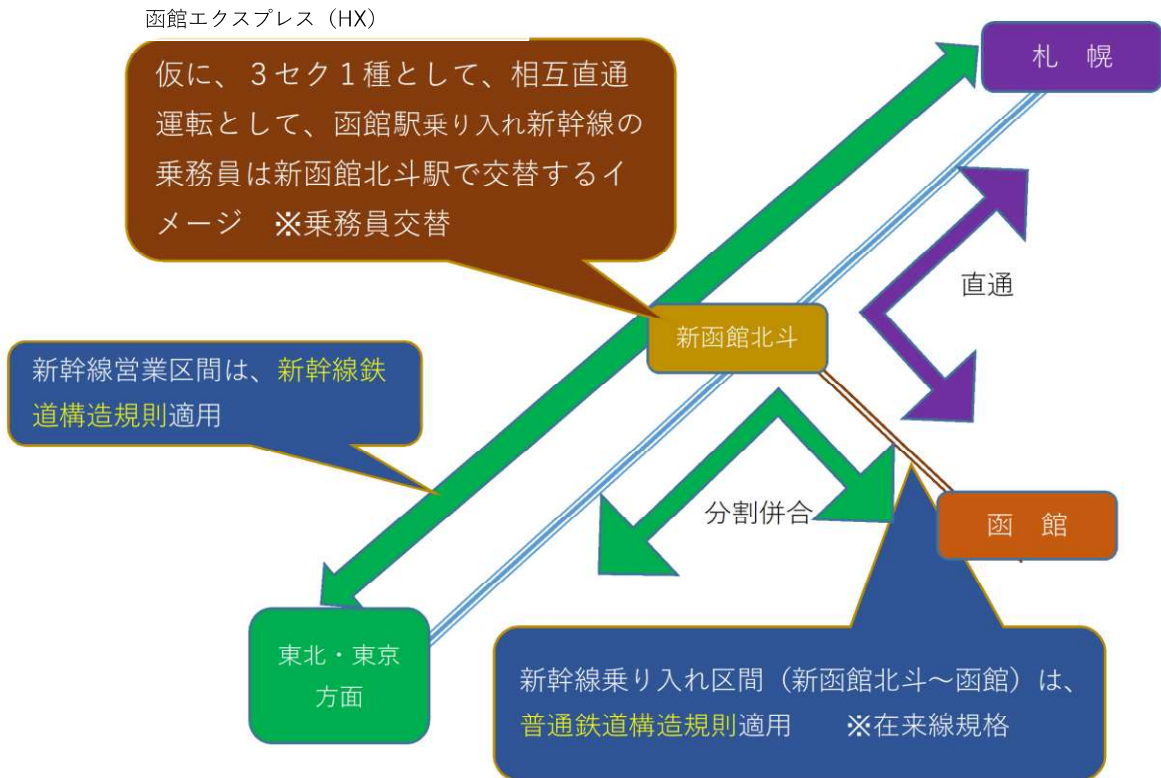 函館エクスプレス（HX）
仮に、３セク１種として、相互直通
運転として、函館駅乗り入れ新幹線の
乗務員は新函館北斗駅で交替するイ
メージ　※乗務員交替
札　幌
直通
新函館北斗
新幹線営業区間は、新幹線鉄
道構造規則適用
分割併合
函　館
東北・東京
方面
新幹線乗り入れ区間（新函館北斗～函館）は、
普通鉄道構造規則適用　　※在来線規格